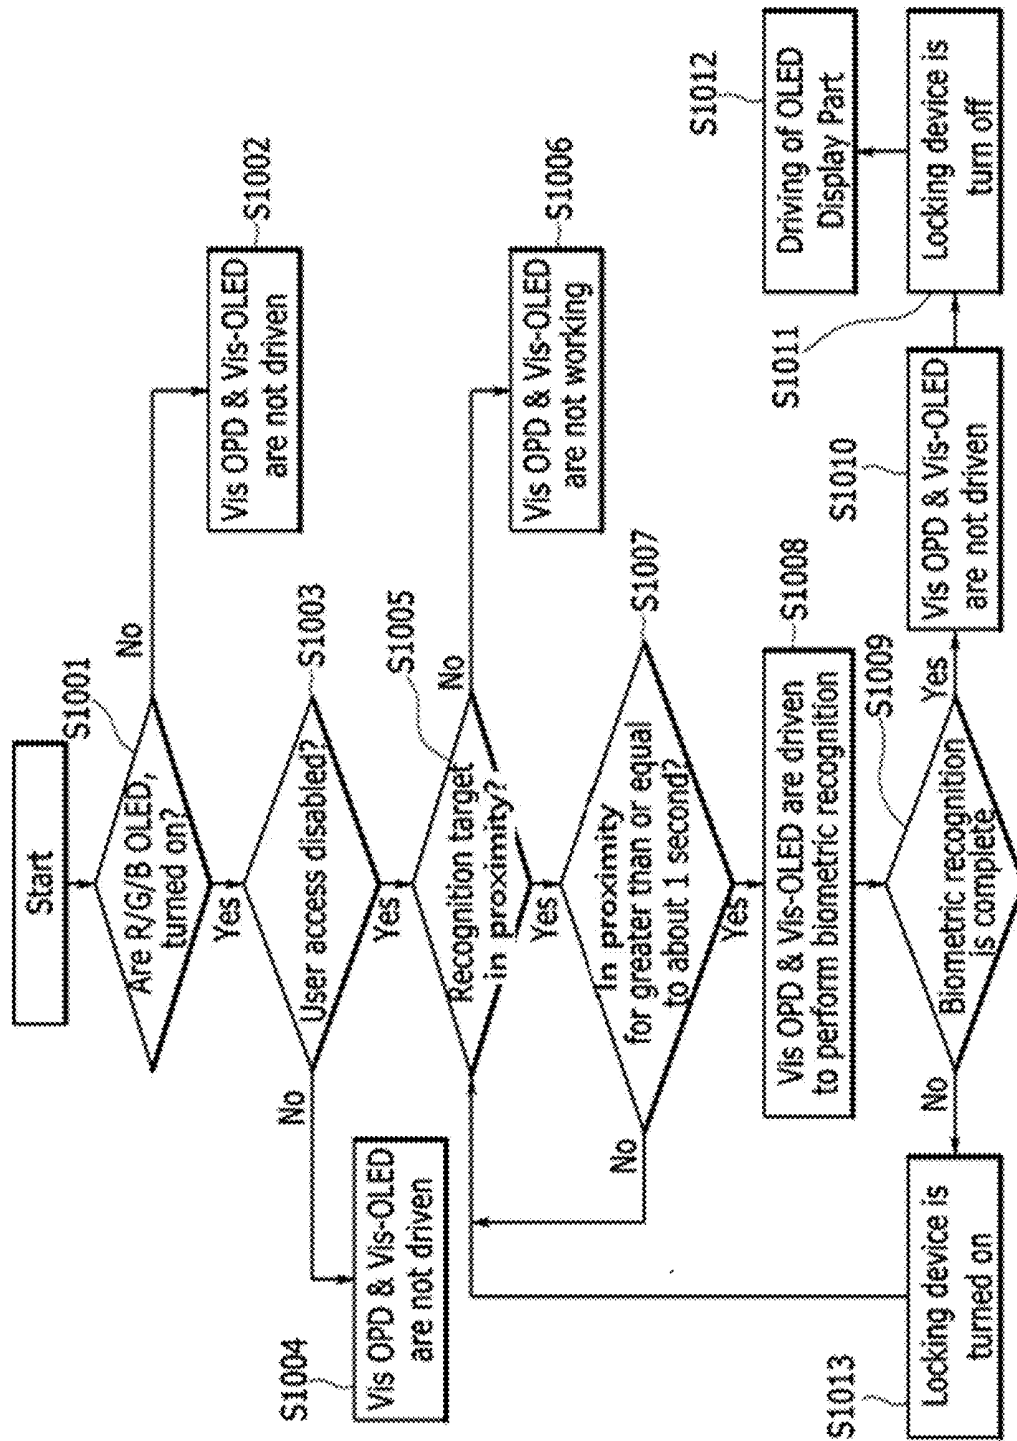 Start
S1001
Are R/G/B OLED,
turned on?
No
Yes
Vis OPD & Vis-OLED
are not driven
S1002
User access disabled?
S1003
No
Yes
S1004
Vis OPD & Vis-OLED
are not driven
S1005
Recognition target
in proximity?
No
Yes
Vis OPD & Vis-OLED
are not working
S1006
In proximity
for greater than or equal
to about 1 second?
S1007
No
Yes
Vis OPD & Vis-OLED are driven
to perform biometric recognition
S1008
Biometric recognition
is complete
S1009
No
Yes
Vis OPD & Vis-OLED
are not driven
S1010
Locking device is
turn off
S1011
Driving of OLED
Display Part
S1012
Locking device is
turned on
S1013